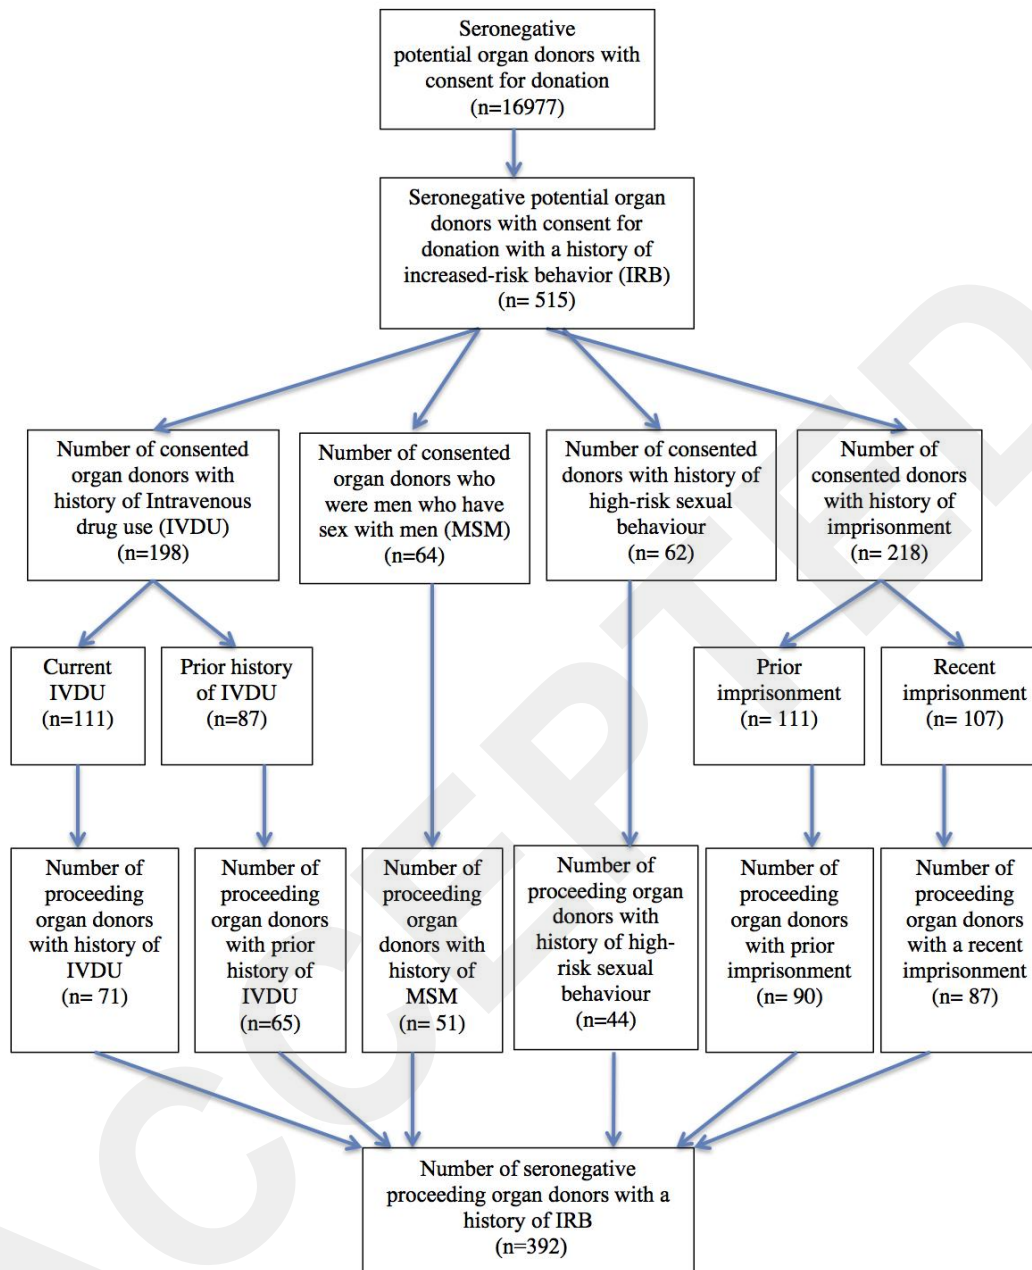 Seronegative
potential organ donors with
consent for donation
(n=16977)
Seronegative potential organ
donors with consent for
donation with a history of
increased-risk behavior (IRB)
(n= 515)
Number of consented
organ donors with
history of Intravenous
drug use (IVDU)
(n=198)
Number of consented
organ donors who
were men who have
sex with men (MSM)
(n=64)
Number of consented
donors with history of
high-risk sexual
behaviour
(n= 62)
Number of
consented donors
with history of
imprisonment
(n= 218)
Current
IVDU
(n=111)
Prior history
of IVDU
(n=87)
Prior
imprisonment
(n= 111)
Recent
imprisonment
(n= 107)
Number of
proceeding
organ donors
with history of
IVDU
(n= 71)
Number of
proceeding
organ donors
with prior
history of
IVDU
(n=65)
Number of
proceeding
organ
donors with
history of
MSM
(n= 51)
Number of
proceeding organ
donors with
history of high-
risk sexual
behaviour
(n=44)
Number of
proceeding
organ donors
with prior
imprisonment
(n= 90)
Number of
proceeding
organ donors
with a recent
imprisonment
(n= 87)
Number of seronegative
proceeding organ donors with a
history of IRB
(n=392)
ACCEPTED